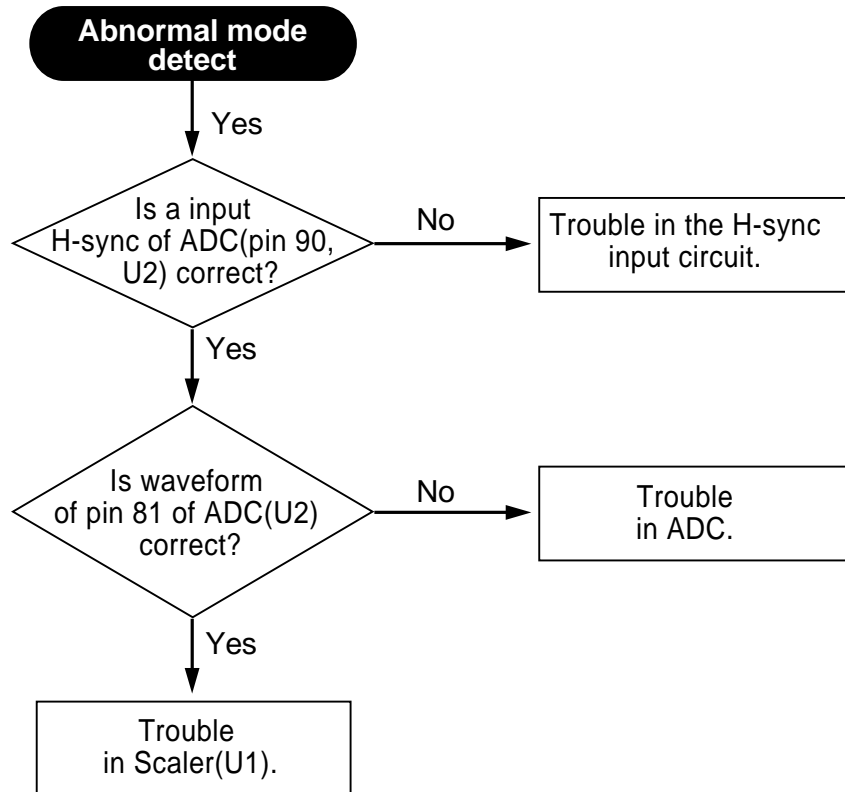 Abnormal mode
detect
Yes
Is a input
H-sync of ADC(pin 90,
U2) correct?
No
Trouble in the H-sync
input circuit.
Yes
Is waveform
of pin 81 of ADC(U2)
correct?
No
Trouble
in ADC.
Yes
Trouble
in Scaler(U1).